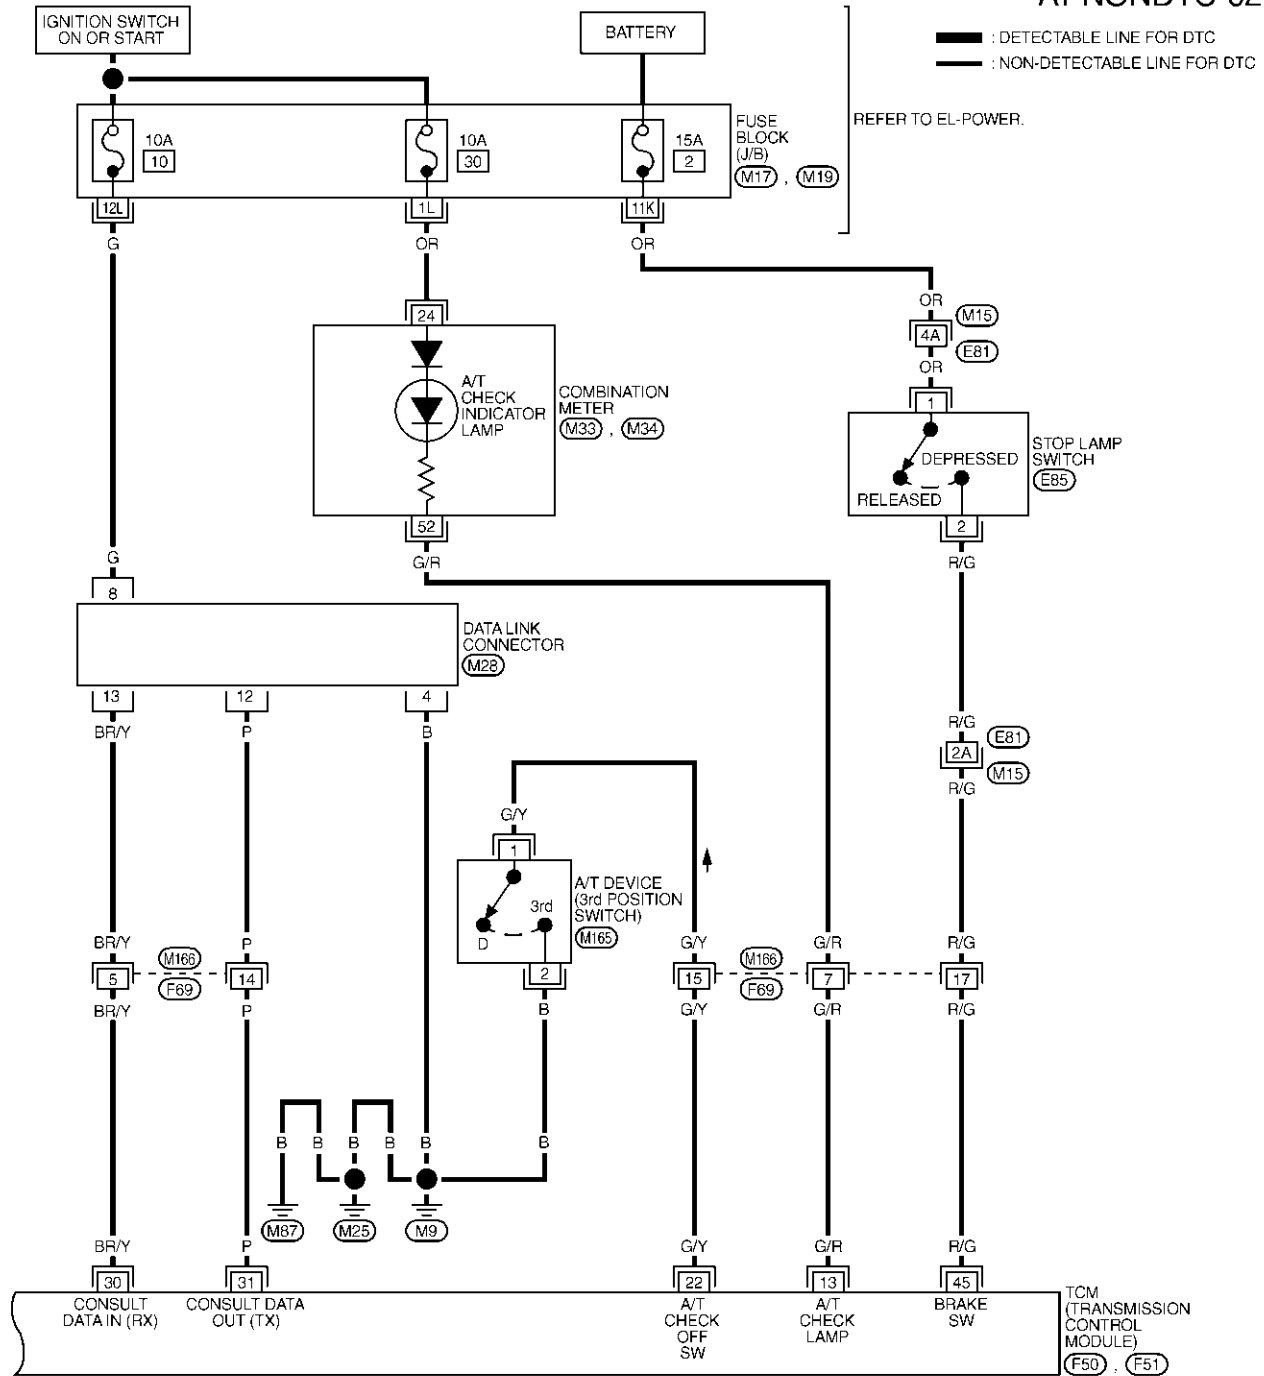 IGNITION SWITCH
ON OR START
BATTERY
: DETECTABLE LINE FOR DTC
: NON-DETECTABLE LINE FOR DTC
REFER TO EL-POWER.
10A
10
10A
30
15A
2
FUSE
BLOCK
(J/B)
M17 , M19
12L
1L
11K
G
OR
OR
OR
M15
4A
E81
OR
24
1
A/T
CHECK
INDICATOR
LAMP
COMBINATION
METER
M33 , M34
DEPRESSED
RELEASED
STOP LAMP
SWITCH
E85
52
2
G/R
R/G
G
8
DATA LINK
CONNECTOR
M28
13
12
4
BR/Y
P
B
R/G
E81
2A
M15
R/G
G/Y
1
3rd
D
A/T DEVICE
(3rd POSITION
SWITCH)
M165
2
B
BR/Y
P
G/Y
G/R
R/G
5
M166
F69
14
15
M166
F69
7
17
BR/Y
P
G/Y
G/R
R/G
B
B
B
B
B
B
M87
M25
M9
BR/Y
P
G/Y
G/R
R/G
30
31
22
13
45
CONSULT
DATA IN (RX)
CONSULT DATA
OUT (TX)
A/T
CHECK
OFF
SW
A/T
CHECK
LAMP
BRAKE
SW
TCM
(TRANSMISSION
CONTROL
MODULE)
F50 , F51